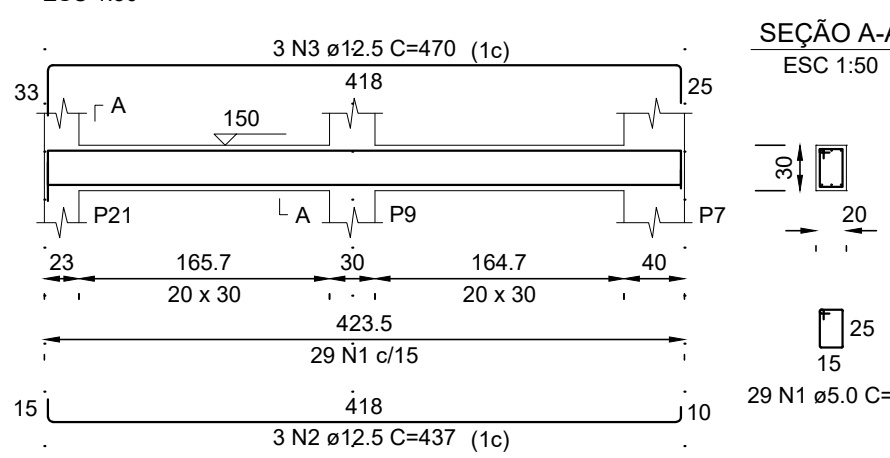 3 N3 ø12.5 C=470 (1c)
418
33
25
A
150
A
P21
P9
P7
23
165.7
30
164.7
40
20 x 30
20 x 30
423.5
29 N1 c/15
15
418
10
3 N2 ø12.5 C=437 (1c)
SEÇÃO A-A
ESC 1:50
30
20
25
15
29 N1 ø5.0 C=